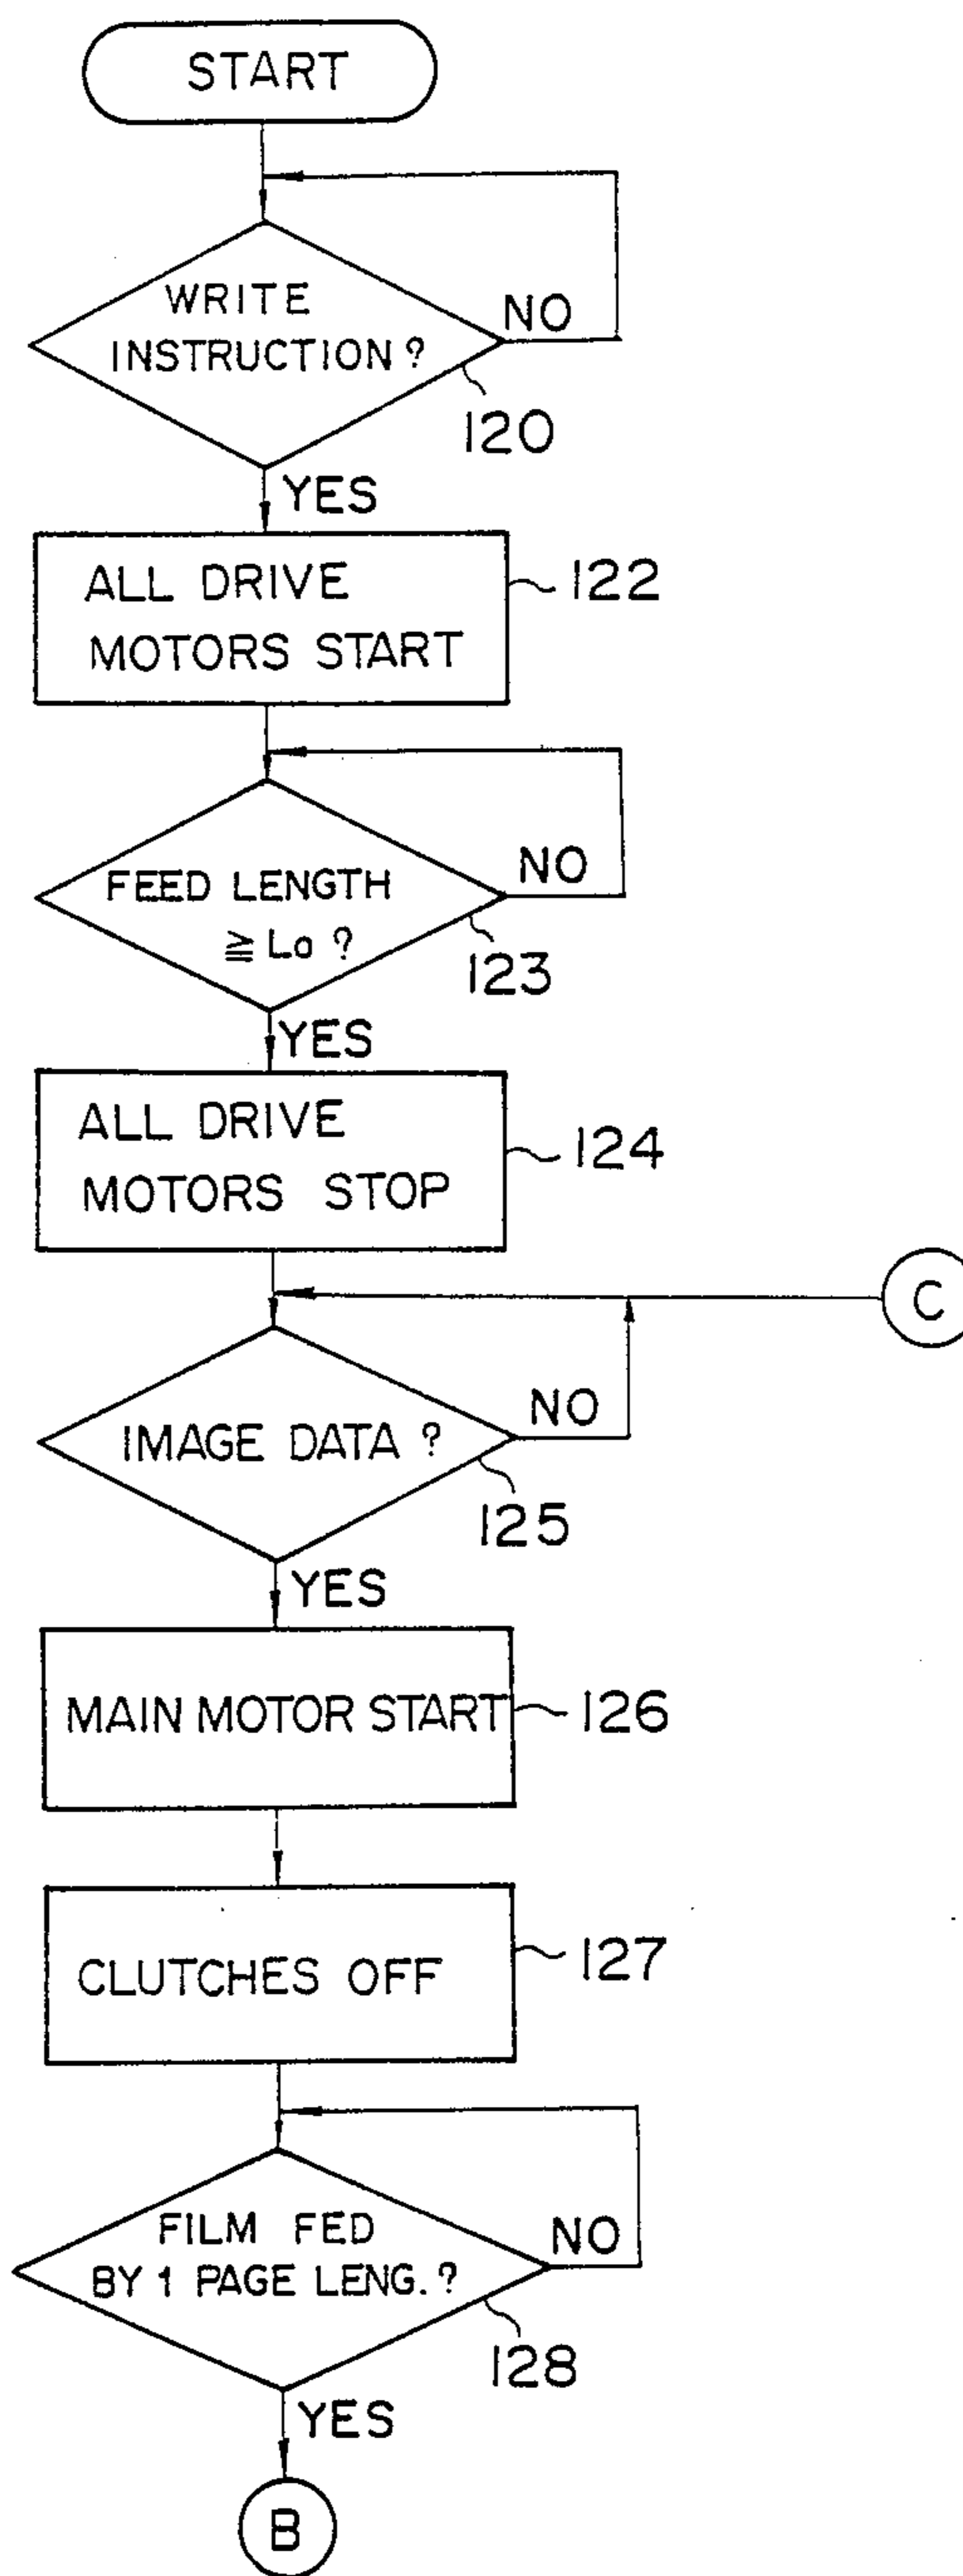 START
WRITE
INSTRUCTION ?
NO
120
YES
ALL DRIVE
MOTORS START
122
FEED LENGTH
≧ Lo ?
NO
123
YES
ALL DRIVE
MOTORS STOP
124
C
IMAGE DATA ?
NO
125
YES
MAIN MOTOR START
126
CLUTCHES OFF
127
FILM FED
BY 1 PAGE LENG. ?
NO
128
YES
B